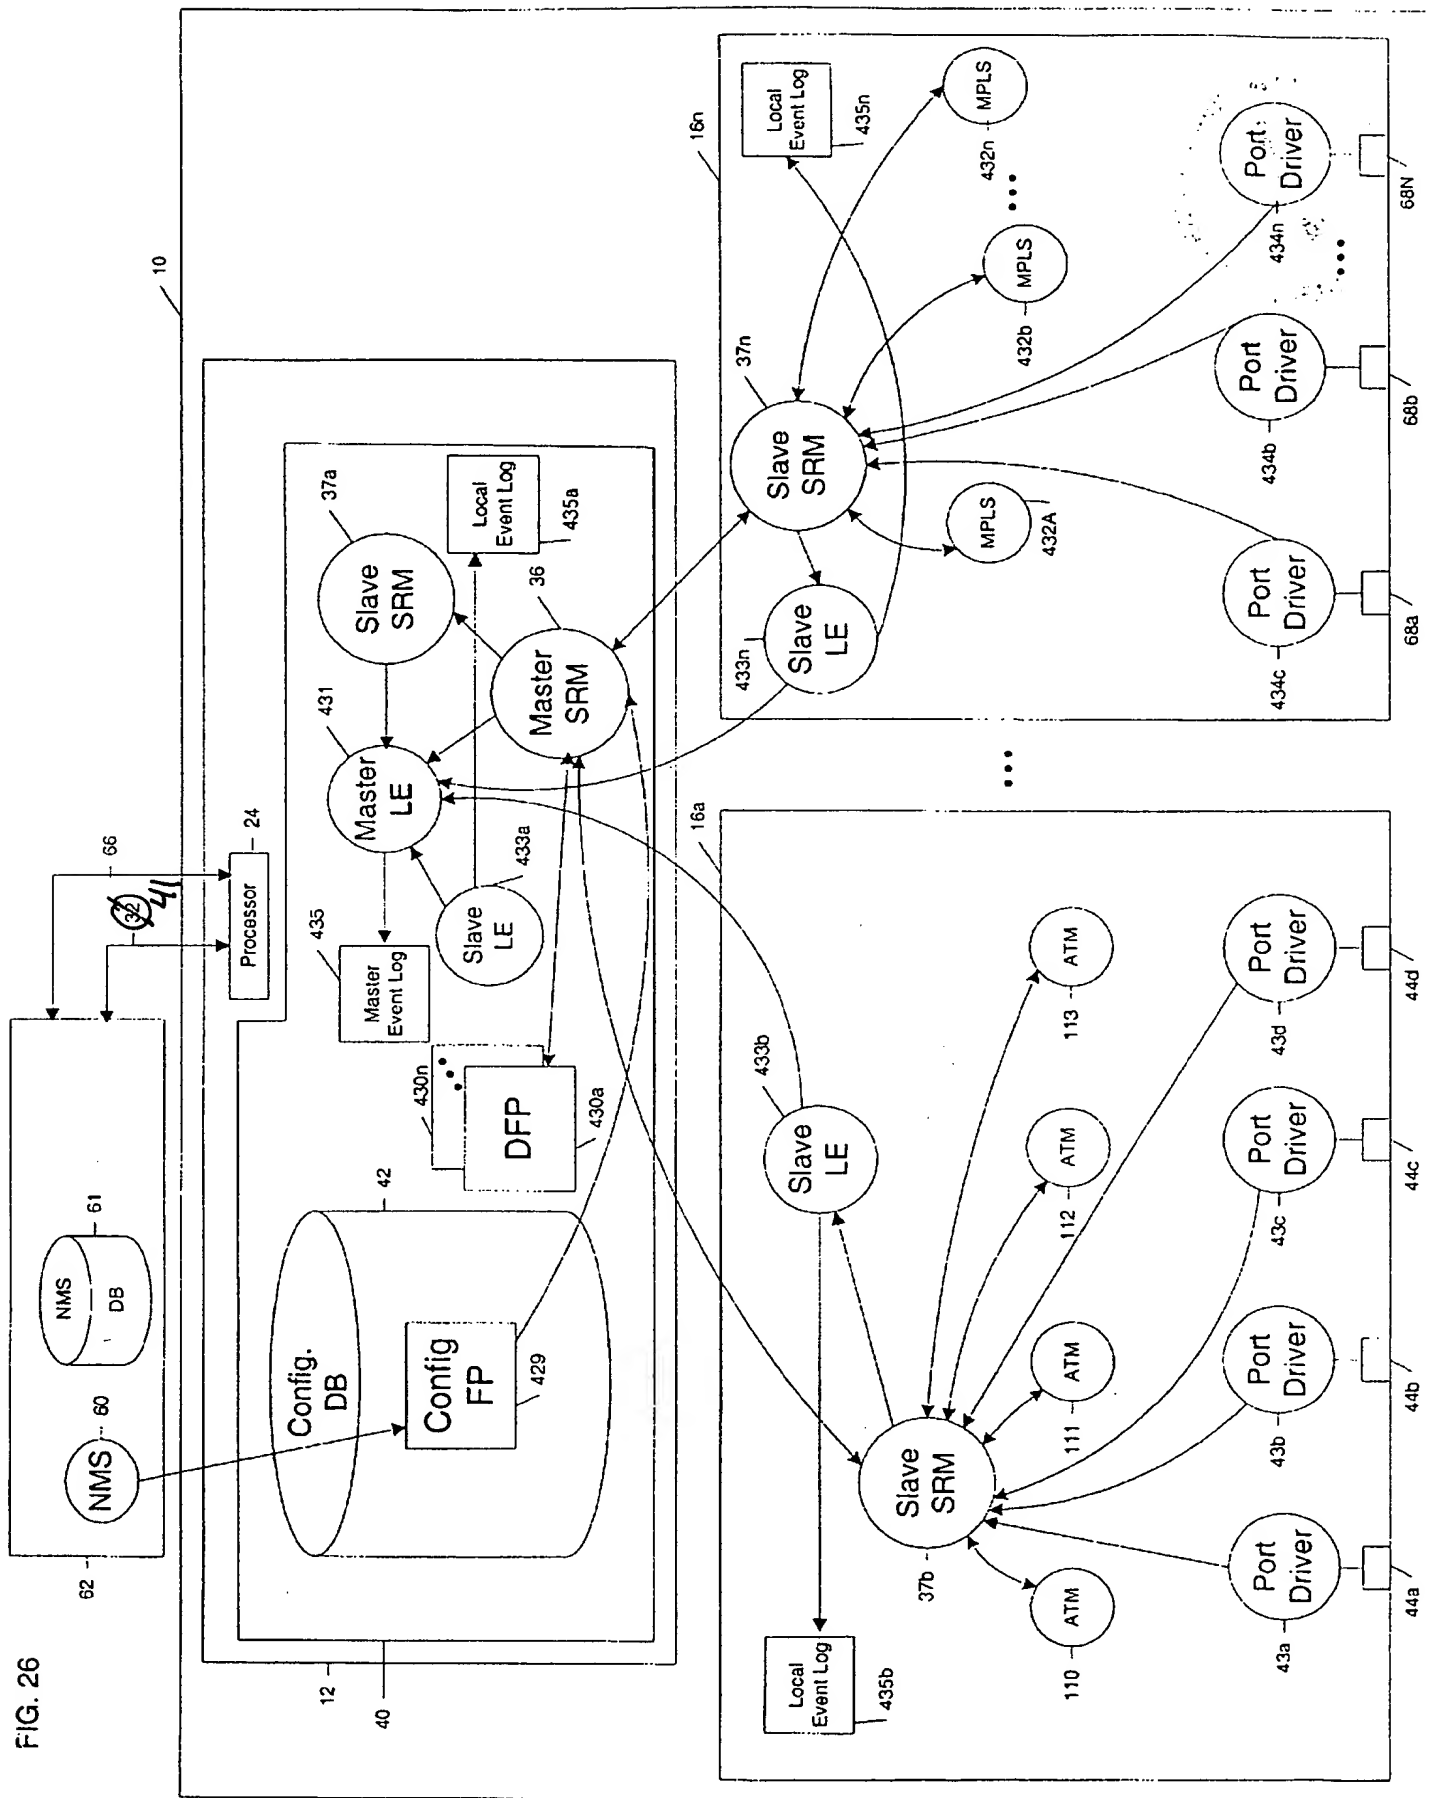 FIG. 26
62
NMS
60
NMS
DB
61
66
32
41
10
12
40
Processor
24
Config.
DB
42
Config
FP
429
DFP
430a
430n
Master
Event Log
435
Slave
LE
433a
Master
LE
431
Slave
SRM
37a
Master
SRM
36
Local
Event Log
435a
16a
Local
Event Log
435b
Slave
LE
433b
Slave
SRM
37b
ATM
110
ATM
111
ATM
112
ATM
113
Port
Driver
43a
Port
Driver
43b
Port
Driver
43c
Port
Driver
43d
44a
44b
44c
44d
16n
Slave
LE
433n
Slave
SRM
37n
Local
Event Log
435n
MPLS
432A
MPLS
432b
MPLS
432n
Port
Driver
434c
Port
Driver
434b
Port
Driver
434n
68a
68b
68N